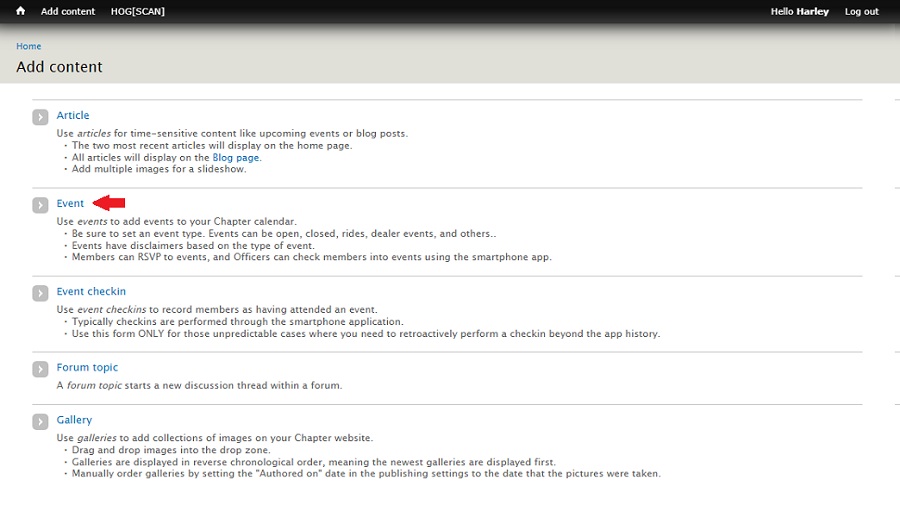 Add content HOG[SCAN] Hello Harley Log out
Home
Add content
Article
Use articles for time-sensitive content like upcoming events or blog posts.
• The two most recent articles will display on the home page.
• All articles will display on the Blog page.
• Add multiple images for a slideshow.
Event
Use events to add events to your Chapter calendar.
• Be sure to set an event type. Events can be open, closed, rides, dealer events, and others..
• Events have disclaimers based on the type of event.
• Members can RSVP to events, and Officers can check members into events using the smartphone app.
Event checkin
Use event checkins to record members as having attended an event.
• Typically checkins are performed through the smartphone application.
• Use this form ONLY for those unpredictable cases where you need to retroactively perform a checkin beyond the app history.
Forum topic
A forum topic starts a new discussion thread within a forum.
Gallery
Use galleries to add collections of images on your Chapter website.
• Drag and drop images into the drop zone.
• Galleries are displayed in reverse chronological order, meaning the newest galleries are displayed first.
• Manually order galleries by setting the "Authored on" date in the publishing settings to the date that the pictures were taken.